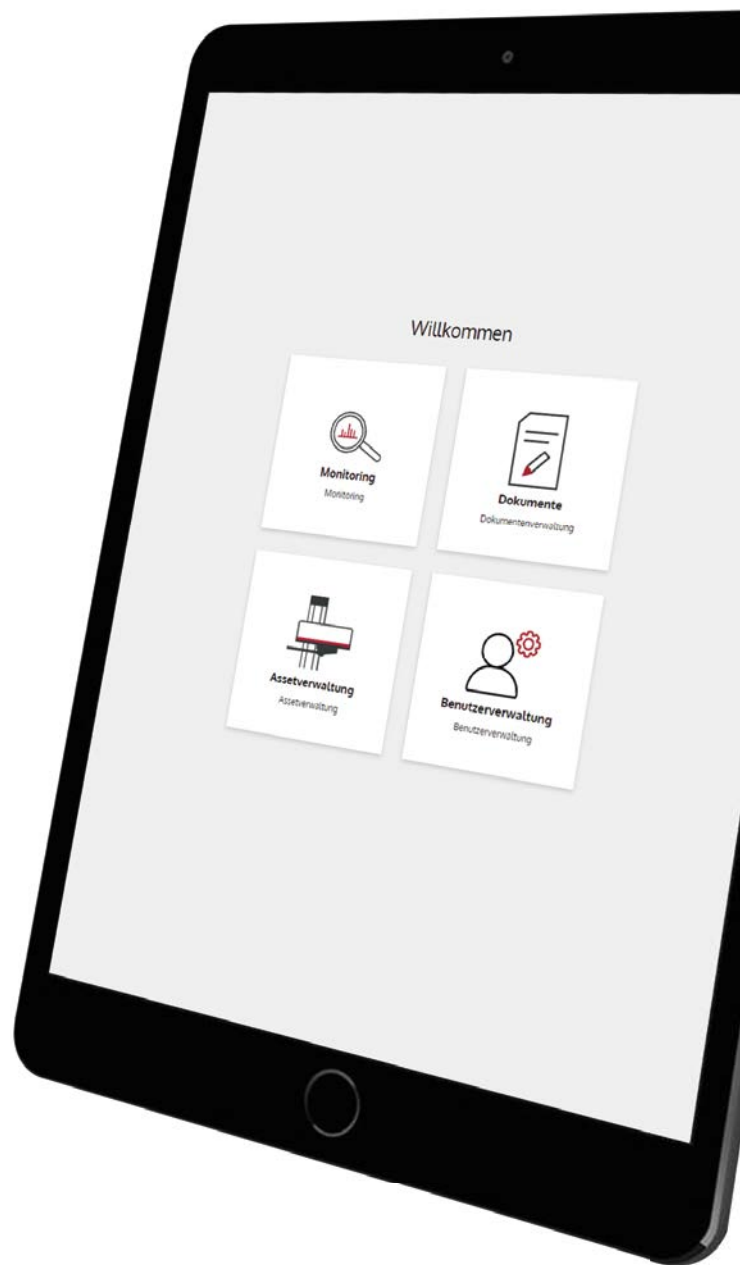 Willkommen
Monitoring
Monitoring
Dokumente
Dokumentenverwaltung
Assetverwaltung
Assetverwaltung
Benutzerverwaltung
Benutzerverwaltung